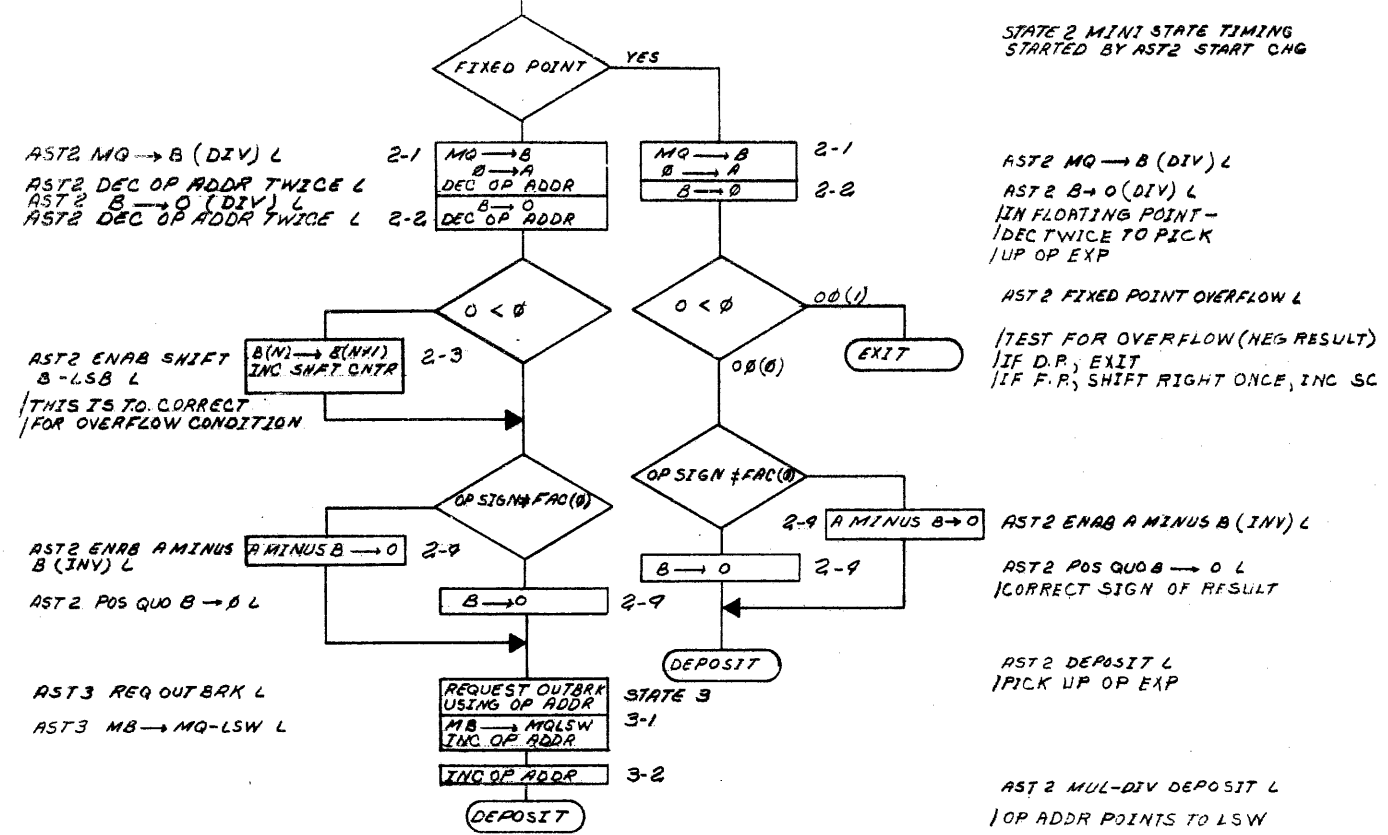 STATE 2 MINI STATE TIMING
STARTED BY AST2 START CHG
FIXED POINT
YES
AST2 MQ → B (DIV) L
AST2 DEC OP ADDR TWICE L
AST2 B → O (DIV) L
AST2 DEC OP ADDR TWICE L
2-1
MQ → B
Ø → A
DEC OP ADDR
2-2
B → O
DEC OP ADDR
MQ → B
Ø → A
2-1
B → Ø
2-2
AST2 MQ → B (DIV) L
AST2 B → O (DIV) L
/IN FLOATING POINT-
/DEC TWICE TO PICK
/UP OP EXP
O < Ø
O < Ø
OØ(1)
EXIT
OØ(Ø)
AST2 FIXED POINT OVERFLOW L
/TEST FOR OVERFLOW (NEG RESULT)
/IF D.P., EXIT
/IF F.P., SHIFT RIGHT ONCE, INC SC
AST2 ENAB SHIFT
B-LSB L
/THIS IS TO CORRECT
/FOR OVERFLOW CONDITION
B(N) → B(N+1)
INC SHFT CNTR
2-3
OP SIGN ≠ FAC(Ø)
OP SIGN ≠ FAC(Ø)
AST2 ENAB A MINUS
B (INV) L
A MINUS B → O
2-4
AST2 POS QUO B → Ø L
B → O
2-4
2-4
A MINUS B → O
B → O
2-4
DEPOSIT
AST2 ENAB A MINUS B (INV) L
AST2 POS QUO B → O L
/CORRECT SIGN OF RESULT
AST3 REQ OUTBRK L
AST3 MB → MQ-LSW L
REQUEST OUTBRK
USING OP ADDR
STATE 3
MB → MQLSW
INC OP ADDR
3-1
INC OP ADDR
3-2
DEPOSIT
AST2 DEPOSIT L
/PICK UP OP EXP
AST2 MUL-DIV DEPOSIT L
/OP ADDR POINTS TO LSW